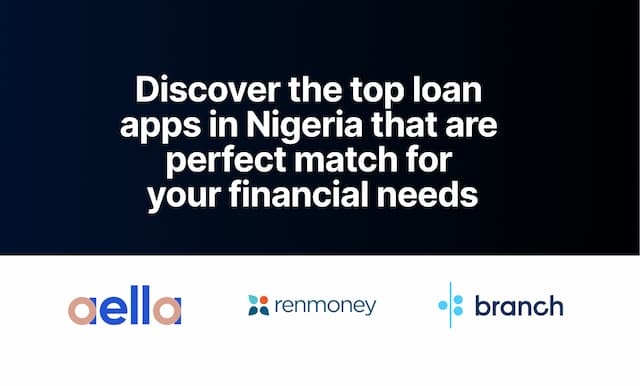 Discover the top loan
apps in Nigeria that are
perfect match for
your financial needs
aella
renmoney
branch